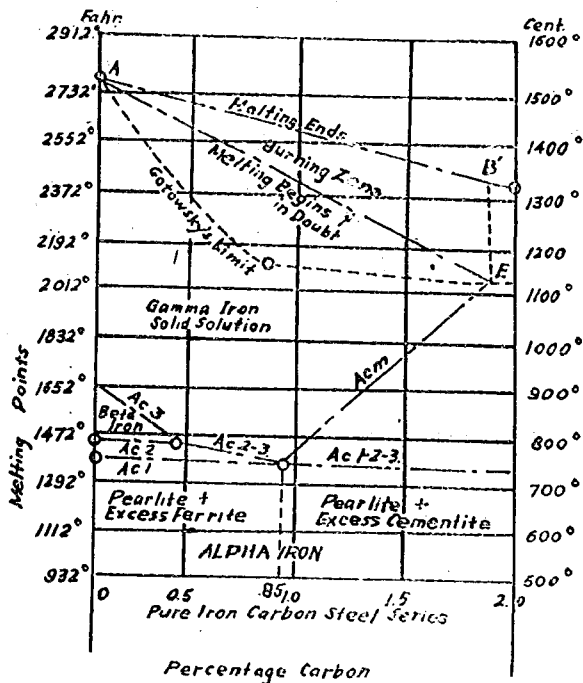 Fahr.
Cent.
2912°
1600°
A
2732°
1500°
Melting Ends
2552°
1400°
Burning Zone
B'
Melting Begins
in Doubt
2372°
1300°
Gotowsky's Limit
2192°
1200
E
2012°
1100°
Gamma Iron
Solid Solution
1832°
1000°
Acm
1652°
900°
Ac 3
Beta
Iron
1472°
800°
Ac 2
Ac.2-3.
Ac 1-2-3.
Ac 1
1292°
700°
Pearlite +
Excess Ferrite
Pearlite +
Excess Cementite
1112°
600°
ALPHA IRON
932°
500°
Melting Points
0
0.5
.85
1.0
1.5
2.0
Pure Iron Carbon Steel Series
Percentage Carbon